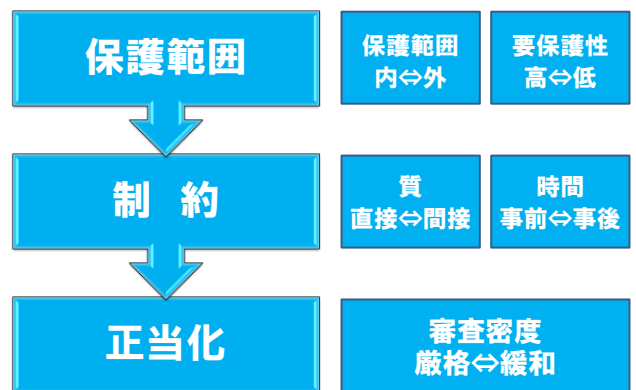 保護範囲
保護範囲
内⇔外
要保護性
高⇔低
制 約
質
直接⇔間接
時間
事前⇔事後
正当化
審査密度
厳格⇔緩和